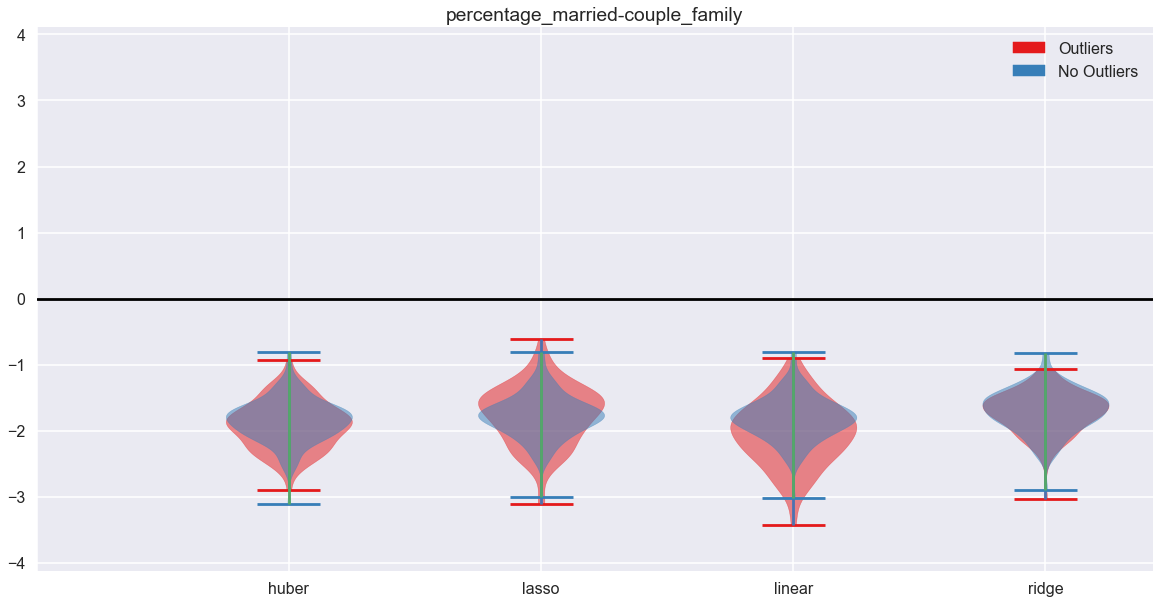 percentage_married-couple_family
4
3
2
1
0
−1
−2
−3
−4
Outliers
No Outliers
huber
lasso
linear
ridge